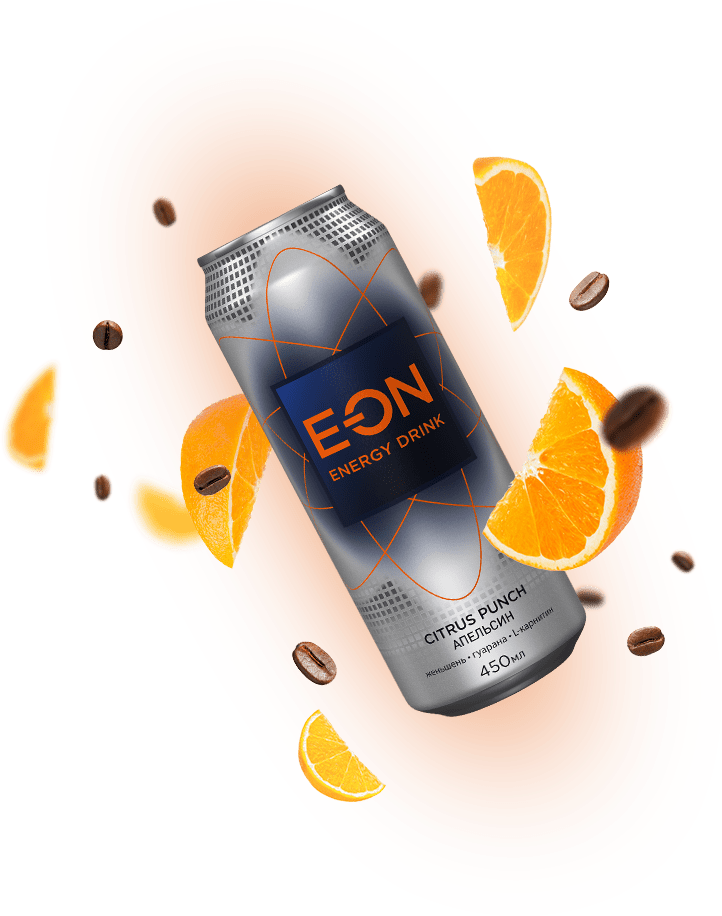 E-ON
ENERGY DRINK
CITRUS PUNCH
АПЕЛЬСИН
женьшень • гуарана • L-карнитин
450мл